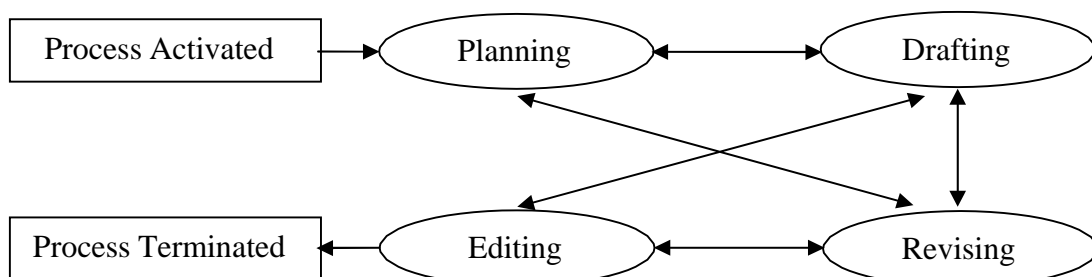 Process Activated
Planning
Drafting
Process Terminated
Editing
Revising